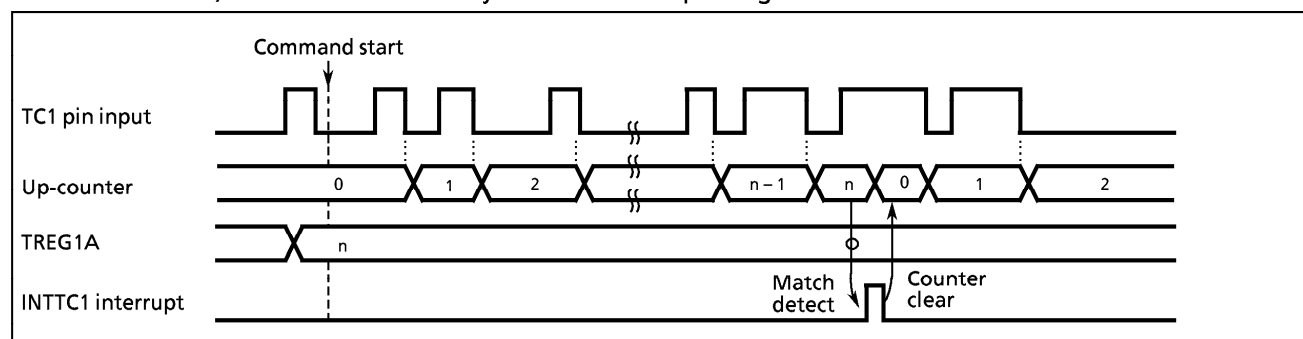 Command start
TC1 pin input
Up-counter
0 1 2 n – 1 n 0 1 2
TREG1A
n
INTTC1 interrupt
Match
detect
Counter
clear